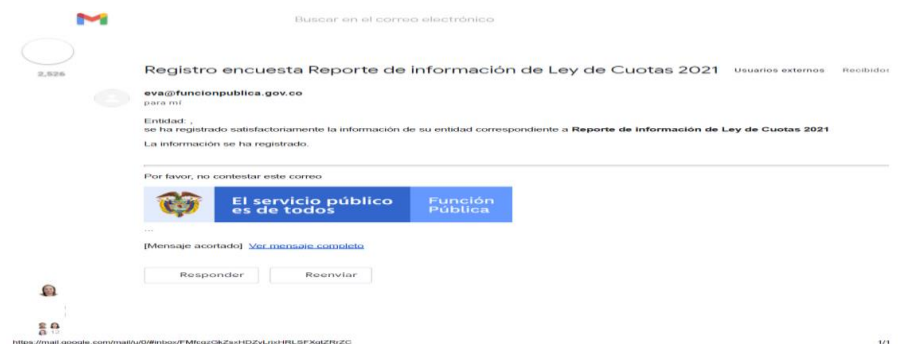 Buscar en el correo electrónico
2,526
Registro encuesta Reporte de información de Ley de Cuotas 2021 Usuarios externos Recibidos
eva@funcionpublica.gov.co
para mí
Entidad: ,
se ha registrado satisfactoriamente la información de su entidad correspondiente a Reporte de información de Ley de Cuotas 2021
La información se ha registrado.
Por favor, no contestar este correo
El servicio público Función
es de todos Pública
...
[Mensaje acortado] Ver mensaje completo
Responder Reenviar
12
1/1